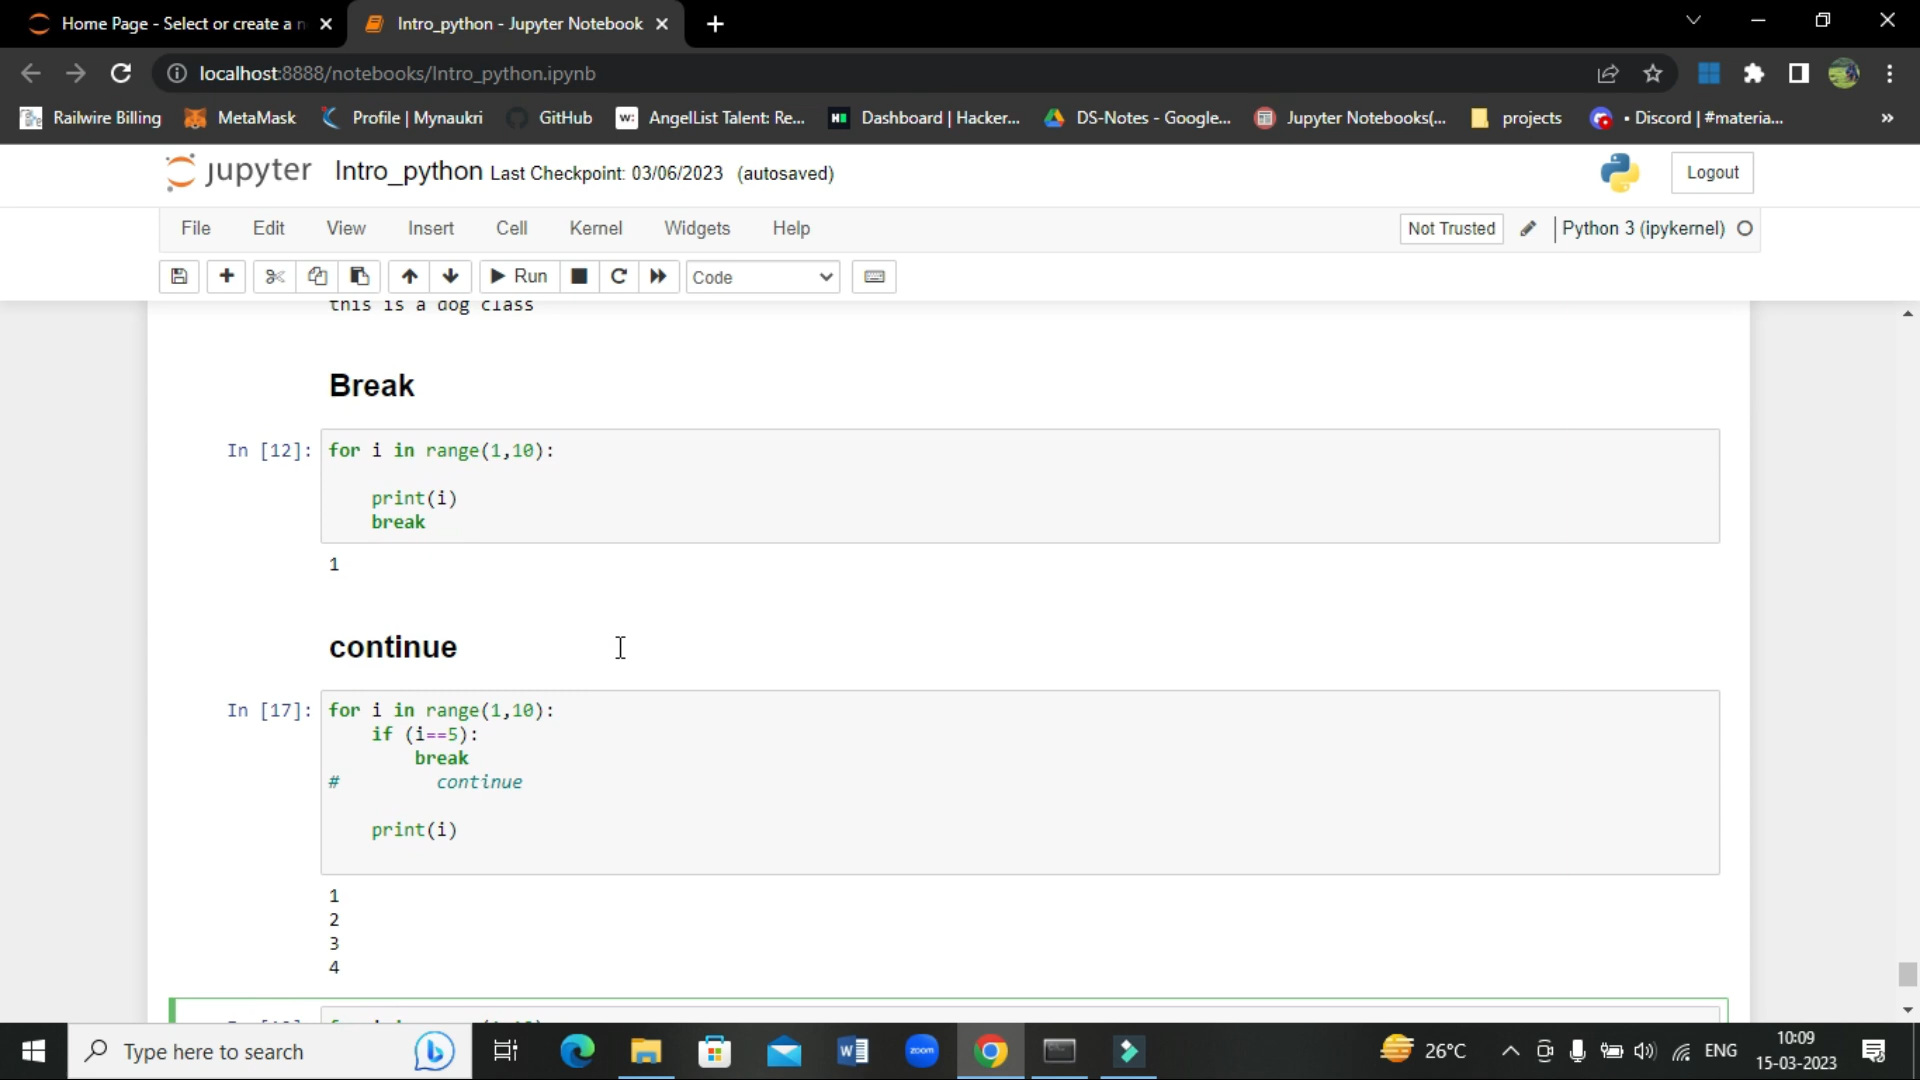 Home Page - Select or create a n
Intro_python - Jupyter Notebook
localhost:8888/notebooks/Intro_python.ipynb
Railwire Billing
MetaMask
Profile | Mynaukri
GitHub
w:
AngelList Talent: Re...
Dashboard | Hacker...
DS-Notes - Google...
Jupyter Notebooks(...
projects
• Discord | #materia...
»
jupyter
Intro_python Last Checkpoint: 03/06/2023 (autosaved)
Logout
File
Edit
View
Insert
Cell
Kernel
Widgets
Help
Not Trusted
Python 3 (ipykernel)
Run
Code
this is a dog class
Break
In [12]:
for i in range(1,10):
print(i)
break
1
continue
In [17]:
for i in range(1,10):
if (i==5):
break
# continue
print(i)
1
2
3
4
Type here to search
zoom
26°C
ENG
10:09
15-03-2023